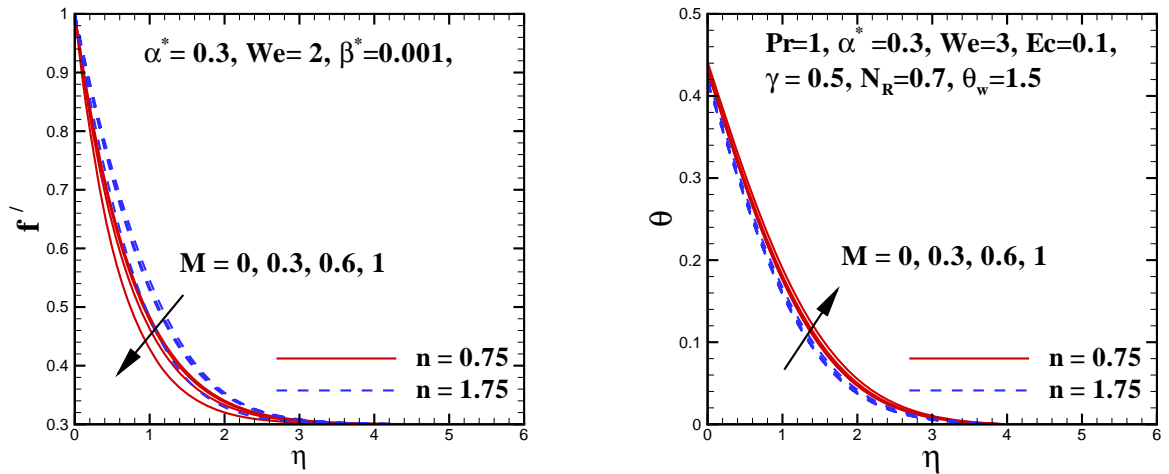 α* = 0.3, We= 2, β*=0.001,
1
0.9
0.8
0.7
0.6
0.5
0.4
0.3
f ′
M = 0, 0.3, 0.6, 1
n = 0.75
n = 1.75
0 1 2 3 4 5 6
η
Pr=1, α* =0.3, We=3, Ec=0.1,
γ = 0.5, N_R=0.7, θ_w=1.5
0.5
0.4
0.3
0.2
0.1
0
θ
M = 0, 0.3, 0.6, 1
n = 0.75
n = 1.75
0 1 2 3 4 5 6
η